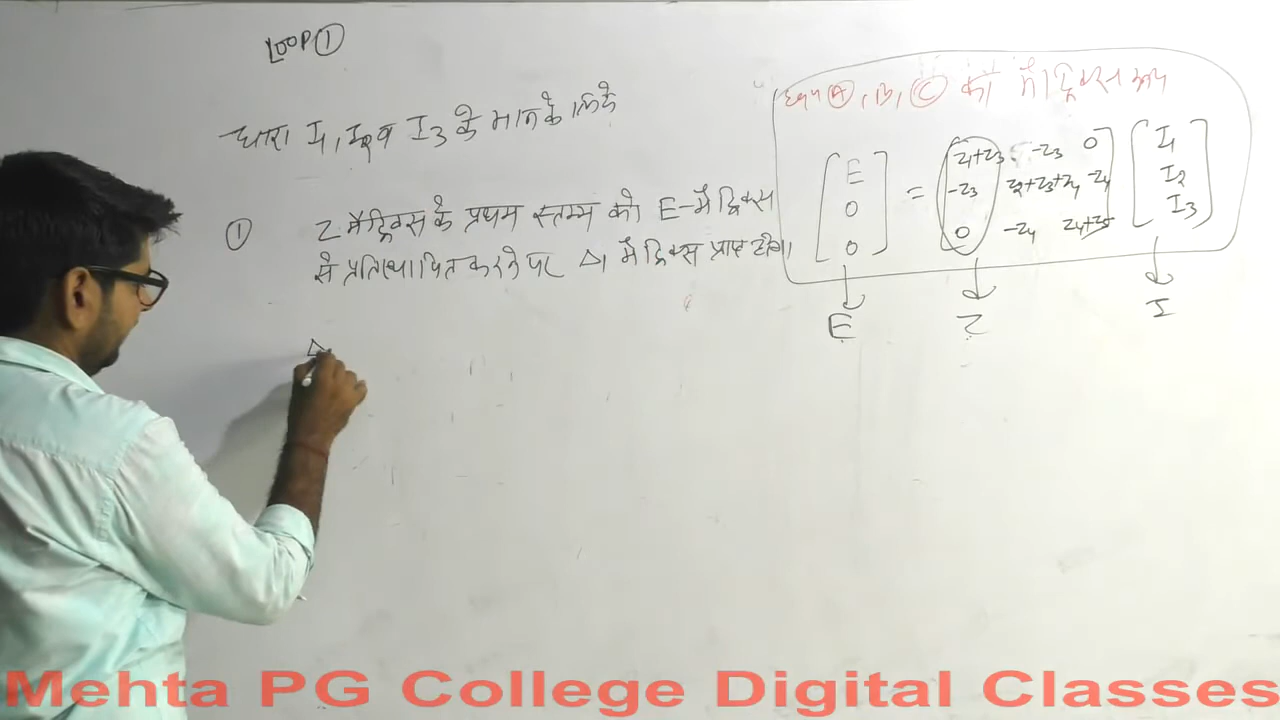 LOOP ①
धारा I1, I2 व I3 के मान के लिये
① Z मैट्रिक्स के प्रथम स्तम्भ को E-मैट्रिक्स
से प्रतिस्थापित करने पर Δ1 मैट्रिक्स प्राप्त होगा
Δ
Eqn Ⓐ, B, Ⓒ का मैट्रिक्स रूप
[E 0 0] = [Z1+Z3 -Z3 0
-Z3 Z2+Z3+Z4 -Z4
0 -Z4 Z4+Z5] [I1 I2 I3]
E Z I
Mehta PG College Digital Classes